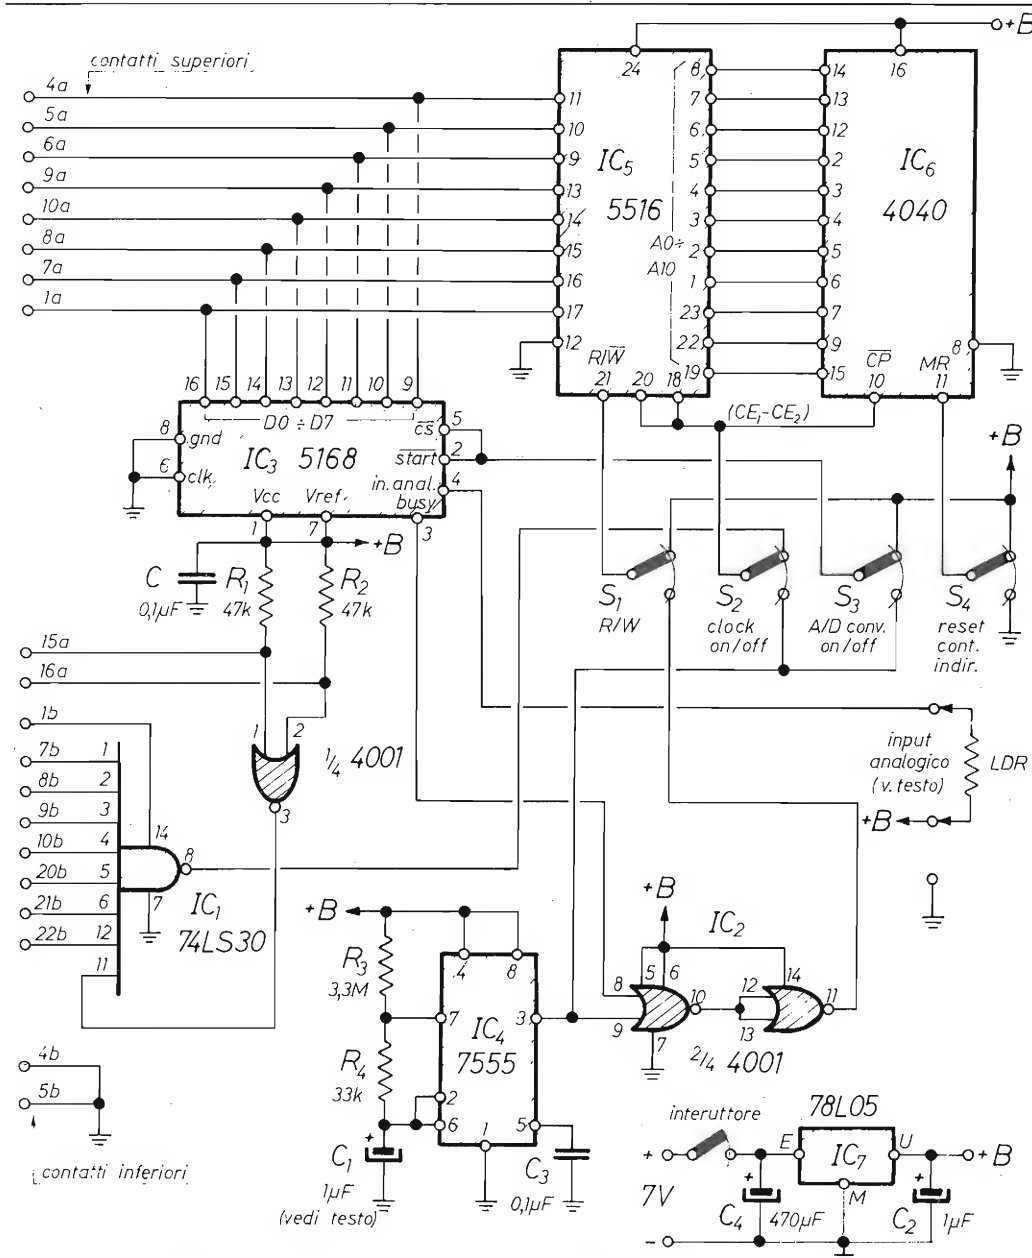 +B
contatti superiori
4a
5a
6a
9a
10a
8a
7a
1a
24
11
10
9
13
14
15
16
17
12
IC5
5516
A0÷
A10
8
7
6
5
4
3
2
1
23
22
19
R/W
21
20
18
16
14
13
12
2
3
4
5
6
7
9
15
IC6
4040
CP
10
MR
11
8
(CE1-CE2)
16 15 14 13 12 11 10 9
D0÷D7
8 gnd
6 clk
IC3 5168
cs 5
start 2
in.anal. 4
busy
3
Vcc
1
Vref.
7
+B
+B
C
0,1µF
R1
47k
R2
47k
S1
R/W
S2
clock
on/off
S3
A/D conv.
on/off
S4
reset
cont.
indir.
15a
16a
1b
7b
8b
9b
10b
20b
21b
22b
1
2
3
4
5
6
12
11
14
7
8
IC1
74LS30
1
2
3
1/4 4001
input
analogico
(v. testo)
LDR
+B
+B
R3
3,3M
R4
33k
4
8
7
3
2
6
1
5
IC4
7555
C1
+
1µF
(vedi testo)
C3
0,1µF
+B
IC2
5 6
8
9
7
10
12
13
14
11
2/4 4001
4b
5b
contatti inferiori
interuttore
78L05
+
7V
-
E
IC7
U
M
+B
+
C4
470µF
+
C2
1µF